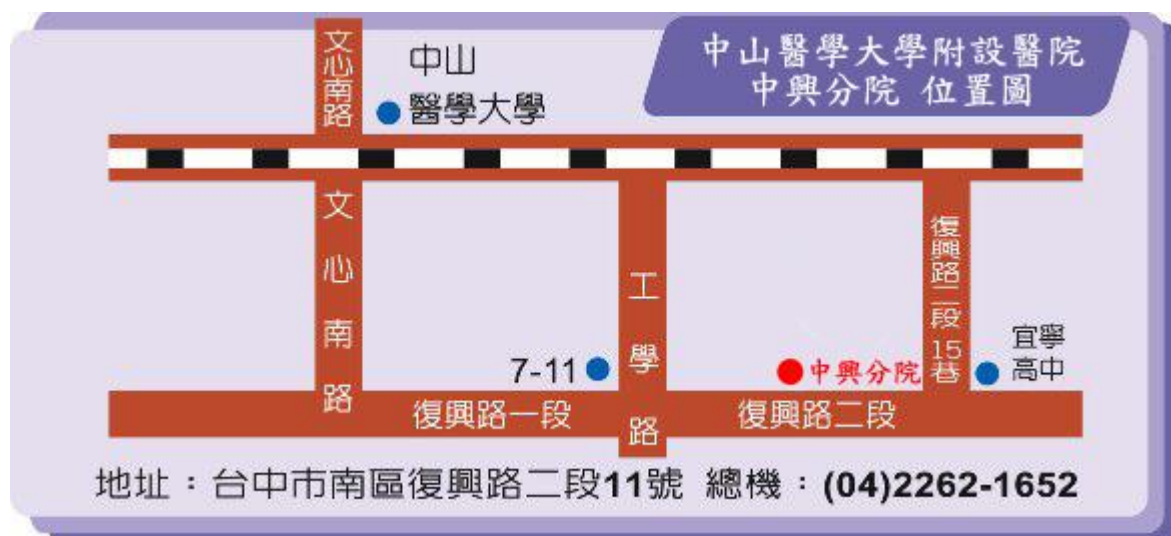 中山醫學大學附設醫院
中興分院 位置圖
文心南路
中山
醫學大學
文心南路
工學路
復興路二段15巷
宜寧
高中
7-11
中興分院
復興路一段
復興路二段
地址：台中市南區復興路二段11號 總機：(04)2262-1652